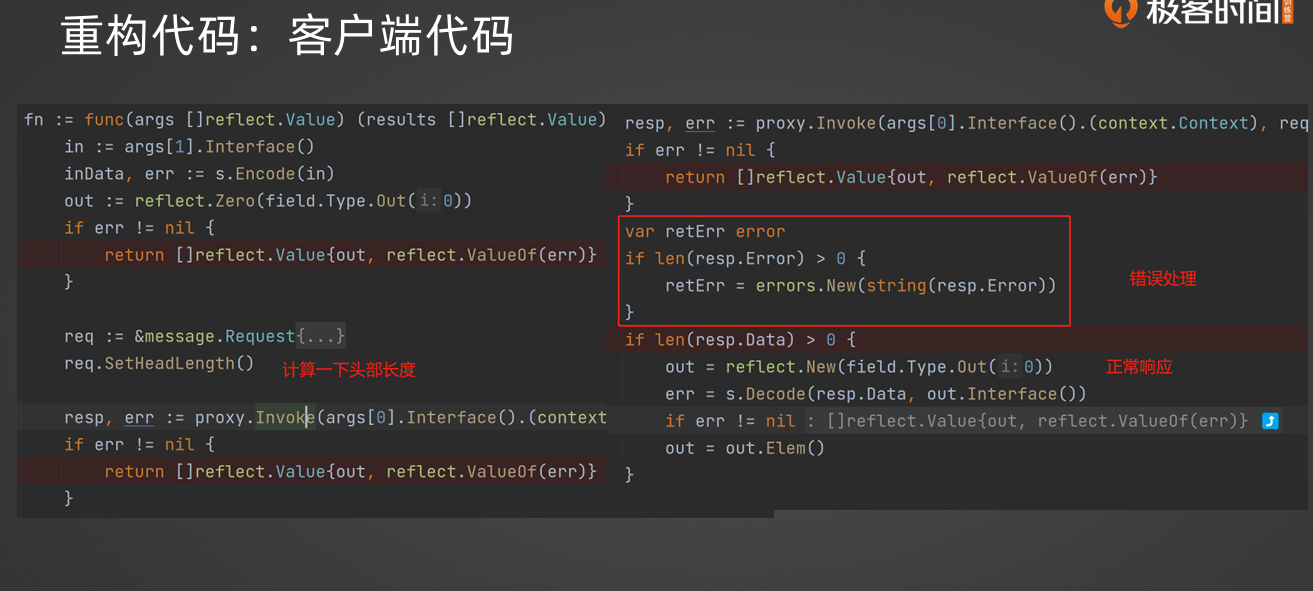 重构代码：客户端代码
极客时间
训练营
fn := func(args []reflect.Value) (results []reflect.Value)
in := args[1].Interface()
inData, err := s.Encode(in)
out := reflect.Zero(field.Type.Out(i:0))
if err != nil {
return []reflect.Value{out, reflect.ValueOf(err)}
}
req := &message.Request{...}
req.SetHeadLength()
计算一下头部长度
resp, err := proxy.Invoke(args[0].Interface().(context
if err != nil {
return []reflect.Value{out, reflect.ValueOf(err)}
}
resp, err := proxy.Invoke(args[0].Interface().(context.Context), req
if err != nil {
return []reflect.Value{out, reflect.ValueOf(err)}
}
var retErr error
if len(resp.Error) > 0 {
retErr = errors.New(string(resp.Error))
}
错误处理
if len(resp.Data) > 0 {
out = reflect.New(field.Type.Out(i:0))
正常响应
err = s.Decode(resp.Data, out.Interface())
if err != nil : []reflect.Value{out, reflect.ValueOf(err)}
out = out.Elem()
}